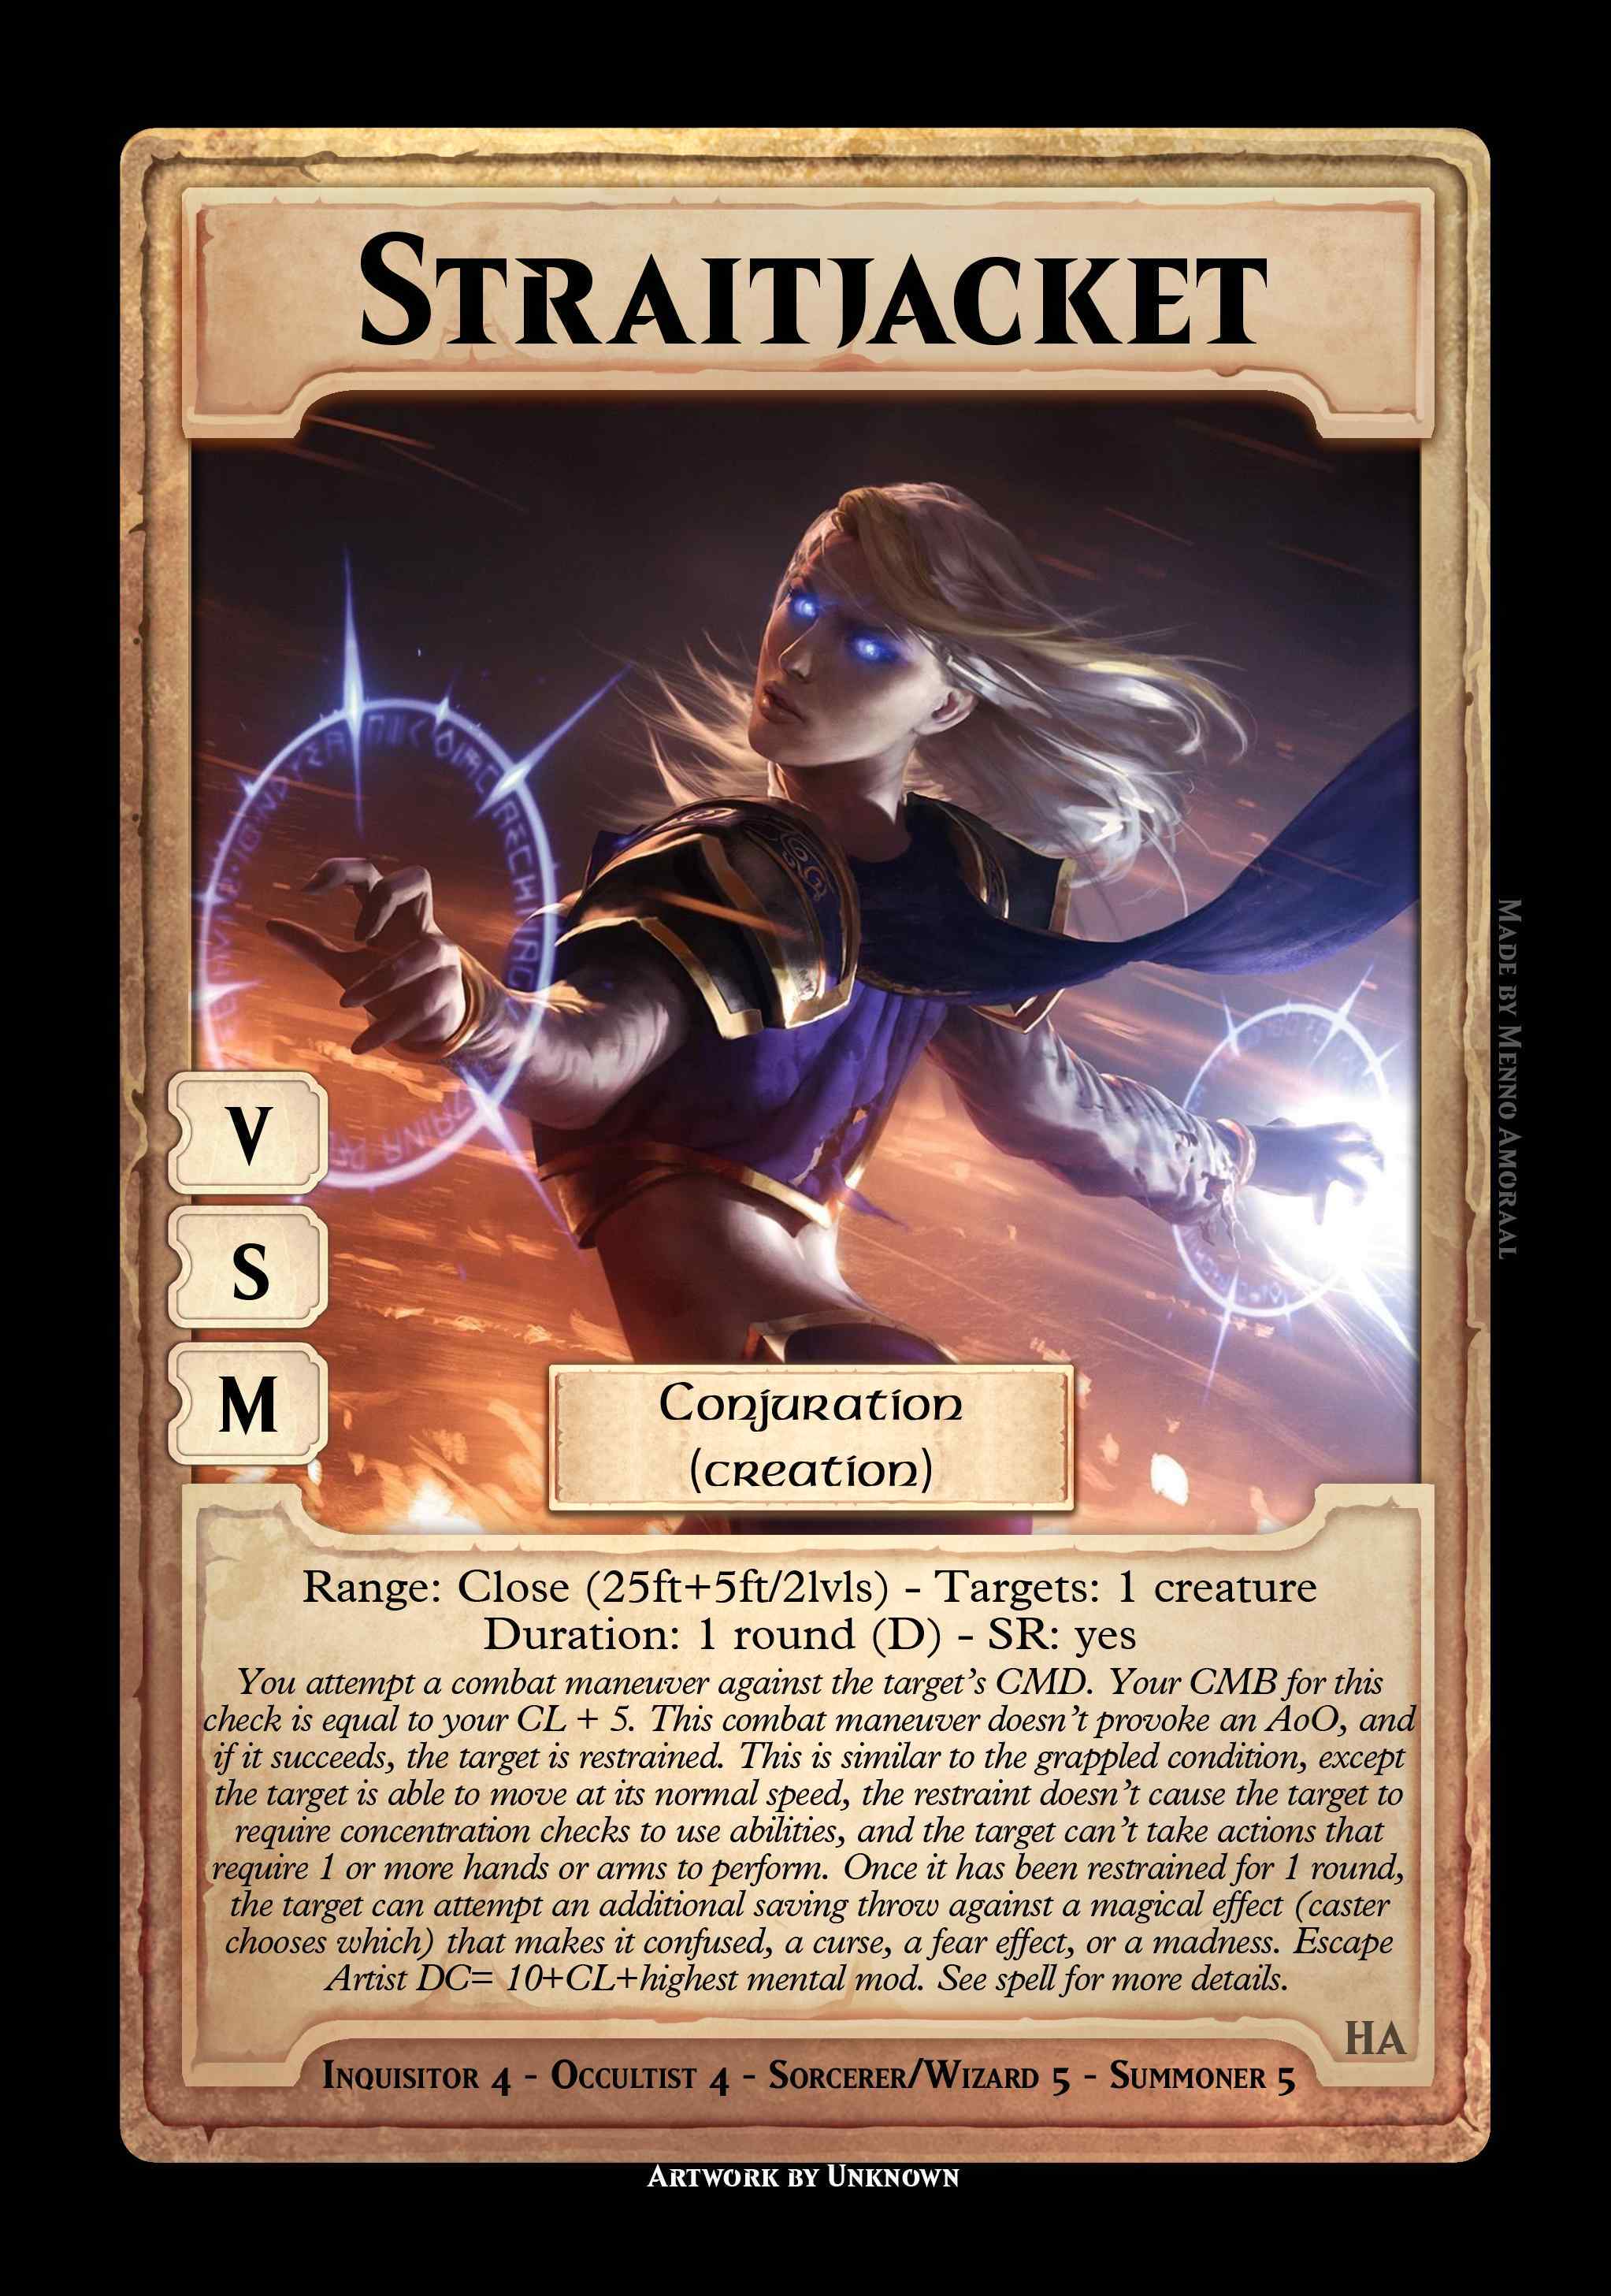 Straitjacket
V
S
M
Conjuration
(creation)
Range: Close (25ft+5ft/2lvls) - Targets: 1 creature
Duration: 1 round (D) - SR: yes
You attempt a combat maneuver against the target's CMD. Your CMB for this
check is equal to your CL + 5. This combat maneuver doesn't provoke an AoO, and
if it succeeds, the target is restrained. This is similar to the grappled condition, except
the target is able to move at its normal speed, the restraint doesn't cause the target to
require concentration checks to use abilities, and the target can't take actions that
require 1 or more hands or arms to perform. Once it has been restrained for 1 round,
the target can attempt an additional saving throw against a magical effect (caster
chooses which) that makes it confused, a curse, a fear effect, or a madness. Escape
Artist DC= 10+CL+highest mental mod. See spell for more details.
HA
Inquisitor 4 - Occultist 4 - Sorcerer/Wizard 5 - Summoner 5
Artwork by Unknown
Made by Menno Amoraal